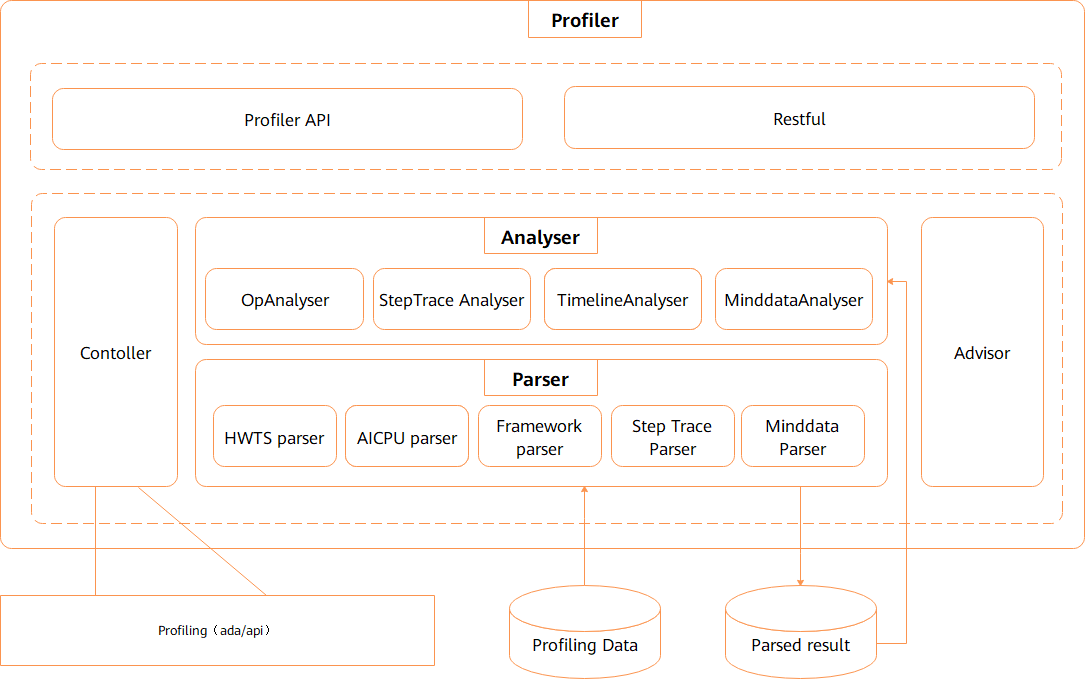 Profiler
Profiler API
Restful
Contoller
Analyser
OpAnalyser
StepTrace Analyser
TimelineAnalyser
MinddataAnalyser
Parser
HWTS parser
AICPU parser
Framework
parser
Step Trace
Parser
Minddata
Parser
Advisor
Profiling（ada/api）
Profiling Data
Parsed result